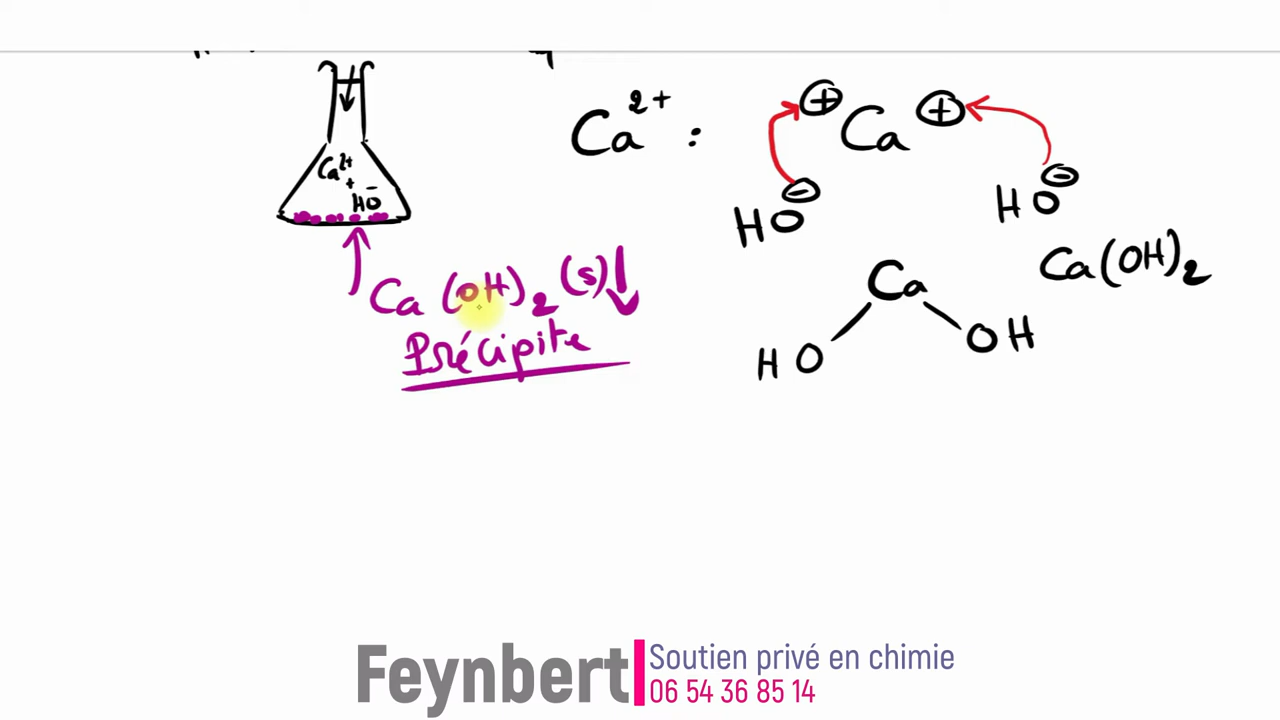 Ca²⁺ :
⊕ Ca ⊕
Ca²⁺
+
HO⁻
HO⊖
HO⊖
Ca(OH)₂
Ca (OH)₂ (s)↓
Précipite
Ca
HO
OH
Feynbert
Soutien privé en chimie
06 54 36 85 14